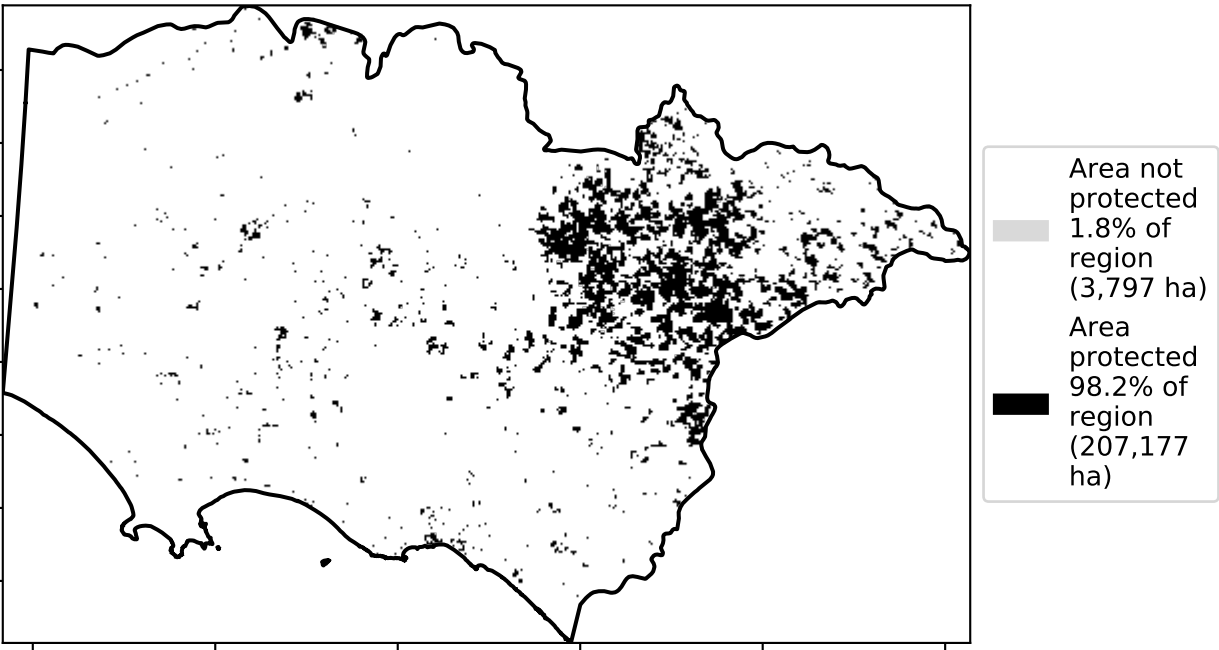 Area not
protected
1.8% of
region
(3,797 ha)
Area
protected
98.2% of
region
(207,177
ha)